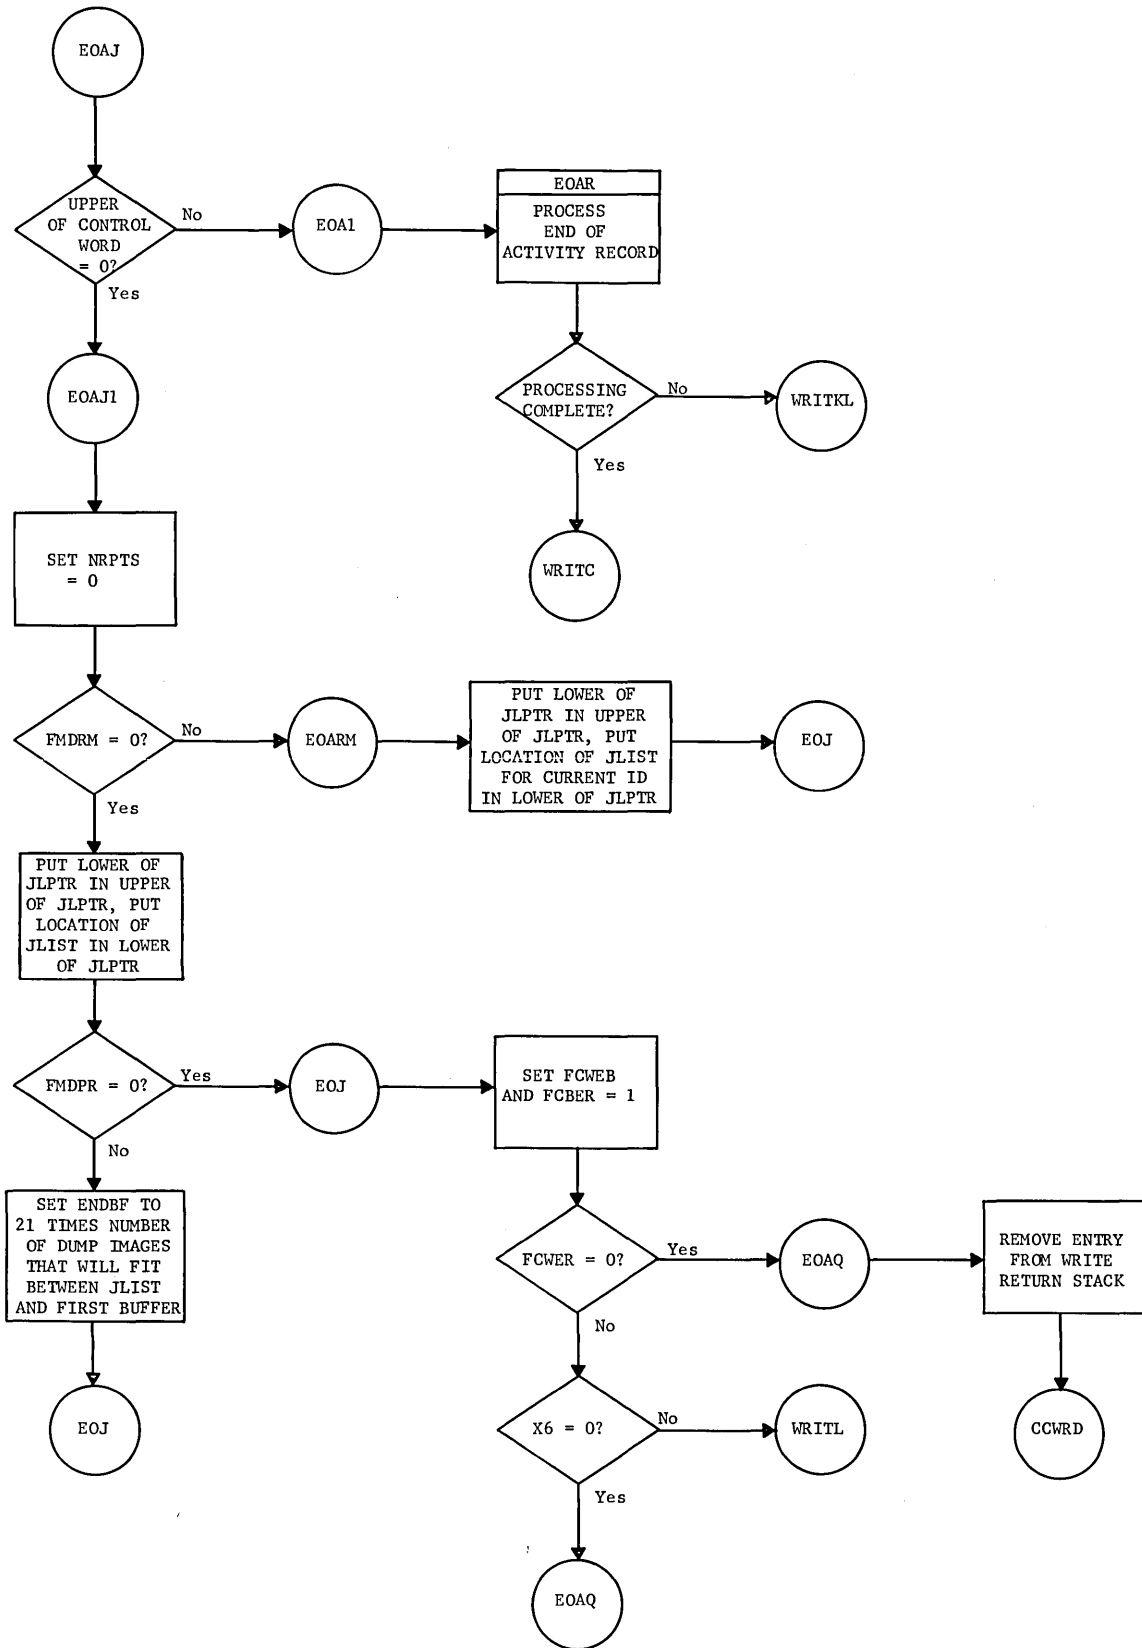 EOAJ
UPPER
OF CONTROL
WORD
= 0?
No
EOA1
EOAR
PROCESS
END OF
ACTIVITY RECORD
Yes
EOAJ1
PROCESSING
COMPLETE?
No
WRITKL
Yes
WRITC
SET NRPTS
= 0
FMDRM = 0?
No
EOARM
PUT LOWER OF
JLPTR IN UPPER
OF JLPTR, PUT
LOCATION OF JLIST
FOR CURRENT ID
IN LOWER OF JLPTR
EOJ
Yes
PUT LOWER OF
JLPTR IN UPPER
OF JLPTR, PUT
LOCATION OF
JLIST IN LOWER
OF JLPTR
FMDPR = 0?
Yes
EOJ
SET FCWEB
AND FCBER = 1
No
SET ENDBF TO
21 TIMES NUMBER
OF DUMP IMAGES
THAT WILL FIT
BETWEEN JLIST
AND FIRST BUFFER
EOJ
FCWER = 0?
Yes
EOAQ
REMOVE ENTRY
FROM WRITE
RETURN STACK
CCWRD
No
X6 = 0?
No
WRITL
Yes
EOAQ